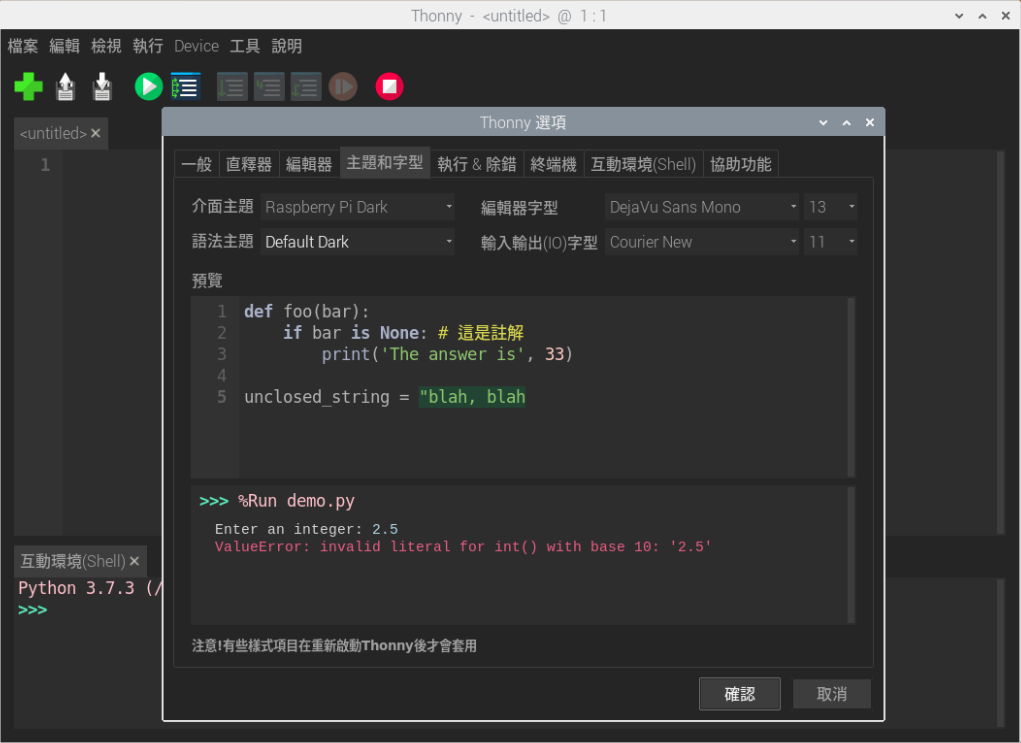 Thonny - <untitled> @ 1 : 1
檔案 編輯 檢視 執行 Device 工具 說明
<untitled>
1
Thonny 選項
一般 直釋器 編輯器 主題和字型 執行 & 除錯 終端機 互動環境(Shell) 協助功能
介面主題 Raspberry Pi Dark 編輯器字型 DejaVu Sans Mono 13
語法主題 Default Dark 輸入輸出(IO)字型 Courier New 11
預覽
1 def foo(bar):
2 if bar is None: # 這是註解
3 print('The answer is', 33)
4
5 unclosed_string = "blah, blah
>>> %Run demo.py
Enter an integer: 2.5
ValueError: invalid literal for int() with base 10: '2.5'
注意!有些樣式項目在重新啟動Thonny後才會套用
確認 取消
互動環境(Shell)
Python 3.7.3 (/
>>>